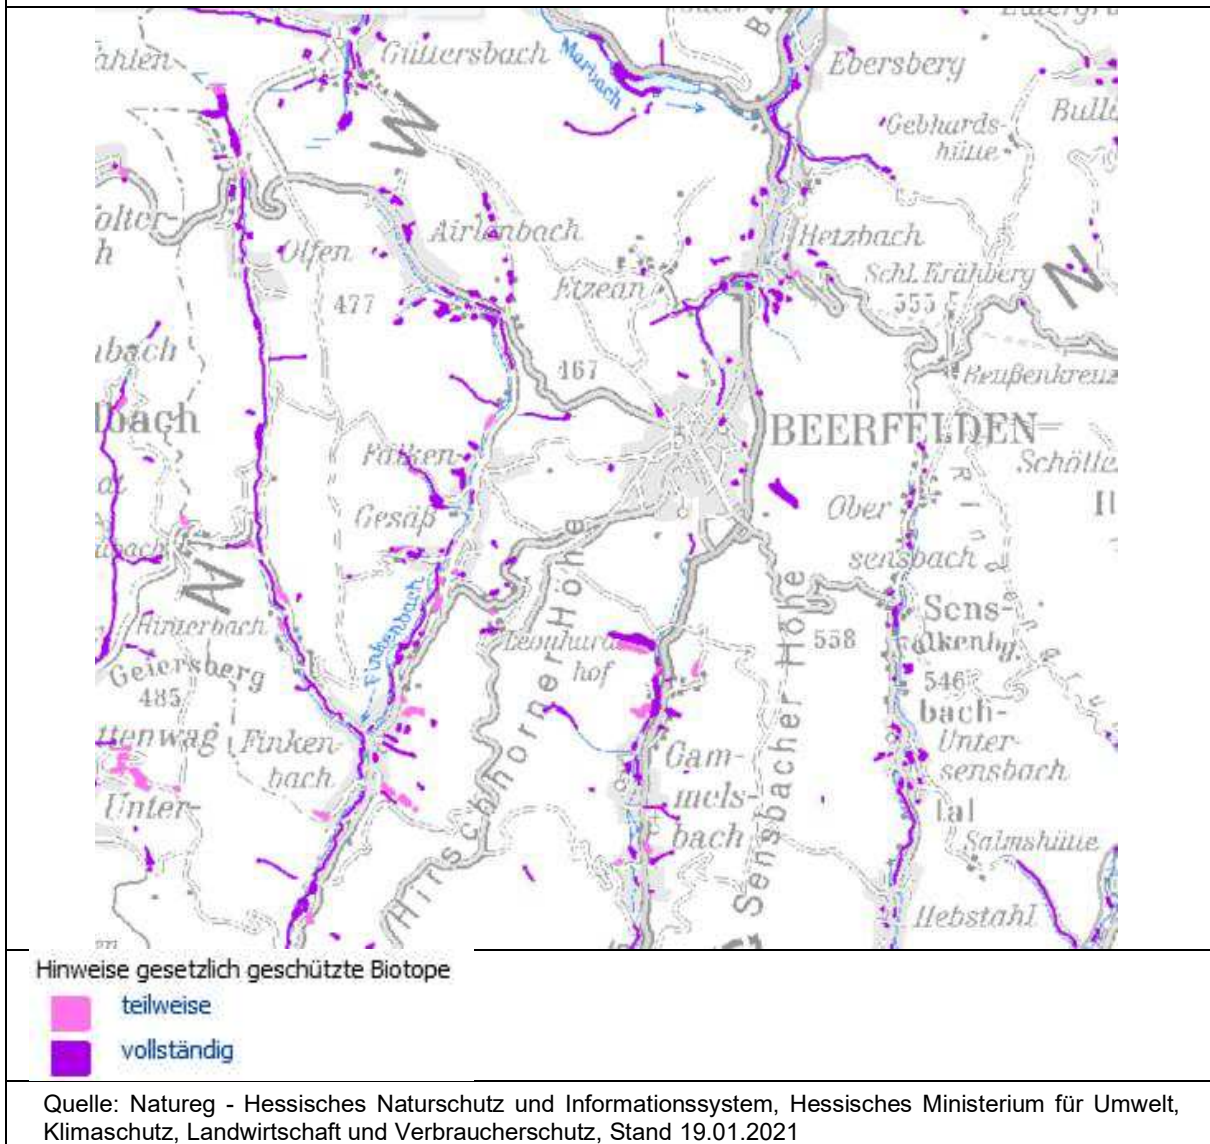 Güttersbach
Marbach
B
Ebersberg
Gebhards-
hütte
W
Airlenbach
Olfen
Hetzbach
Etzean
Schl. Krähberg
N
477
555
467
Reußenkreuz
bach
BEERFELDEN
Falken-
Gesäß
Ober
sensbach
N
Hinterbach
Geiersberg
485
Finkenbach
Leonhard
hof
558
Sens-
546
bach-
Unter-
sensbach
tal
Finken-
bach
Unter-
Gam-
mels-
bach
Hirschhorner Höhe
Sensbacher Höhe
Salmshütte
Hebstahl
Hinweise gesetzlich geschützte Biotope
teilweise
vollständig
Quelle: Natureg - Hessisches Naturschutz und Informationssystem, Hessisches Ministerium für Umwelt,
Klimaschutz, Landwirtschaft und Verbraucherschutz, Stand 19.01.2021